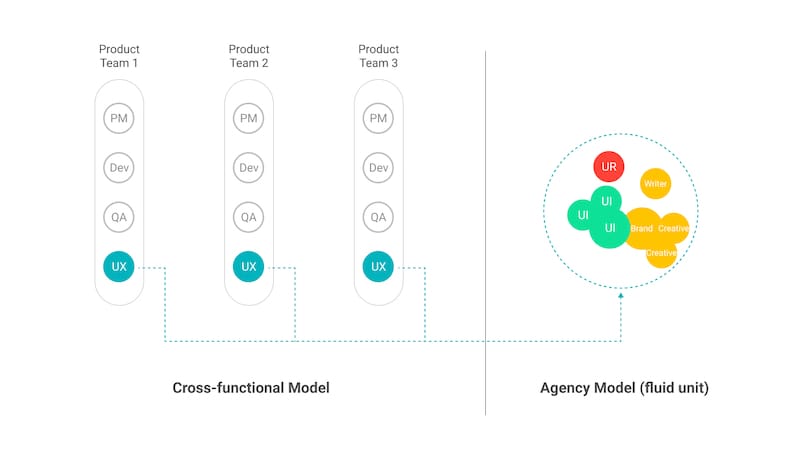 Product
Team 1
Product
Team 2
Product
Team 3
PM
PM
PM
Dev
Dev
Dev
QA
QA
QA
UX
UX
UX
UR
Writer
UI
UI
UI
Brand
Creative
Creative
Cross-functional Model
Agency Model (fluid unit)